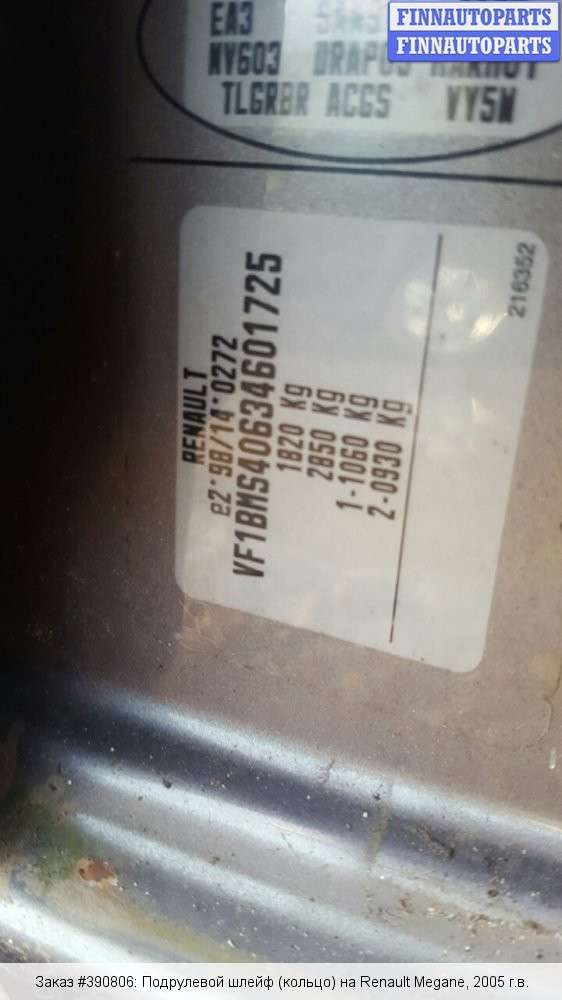 FINNAUTOPARTS
FINNAUTOPARTS
EA3
NV603 DRAP05 HARMO1
TLGRBR ACGS VY5W
RENAULT
e2*98/14*0272
VF1BMS40634601725
1820 Kg
2850 Kg
1-1060 Kg
2-0930 Kg
216352
Заказ #390806: Подрулевой шлейф (кольцо) на Renault Megane, 2005 г.в.